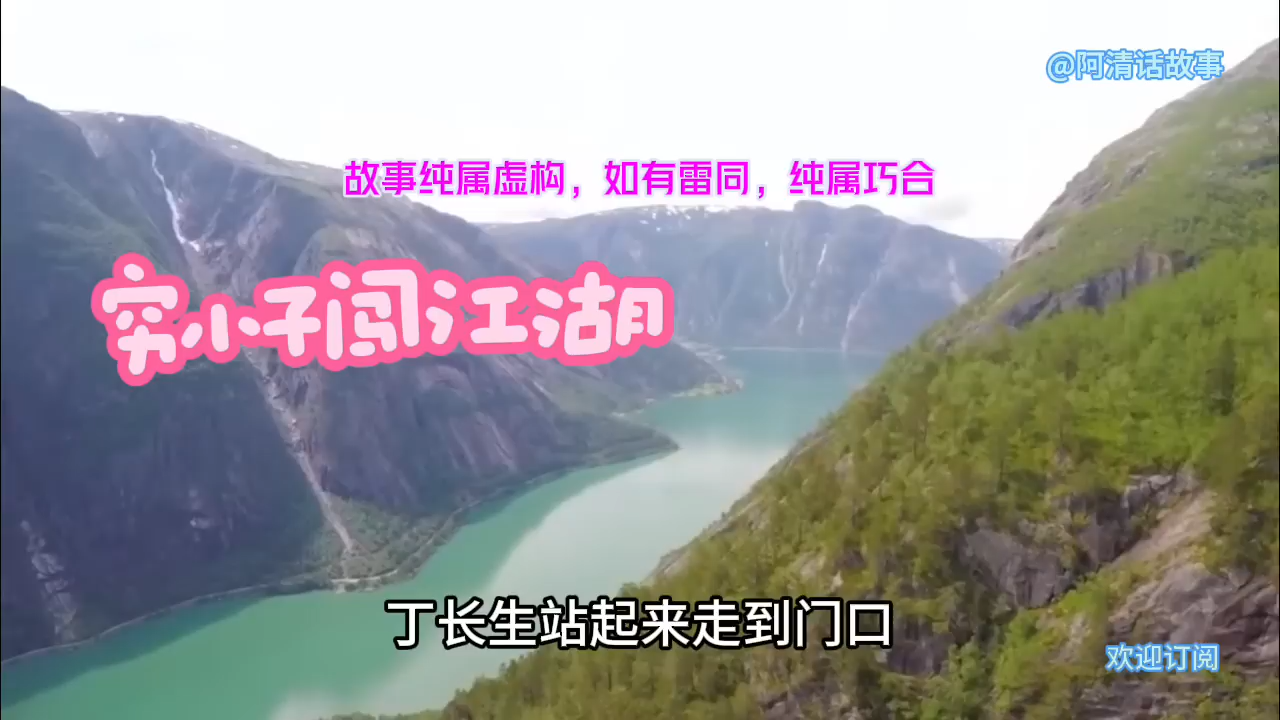 @阿清话故事
故事纯属虚构，如有雷同，纯属巧合
穷小子闯江湖
丁长生站起来走到门口
欢迎订阅